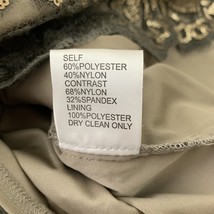 SELF
60%POLYESTER
40%NYLON
CONTRAST
68%NYLON
32%SPANDEX
LINING
100%POLYESTER
DRY CLEAN ONLY